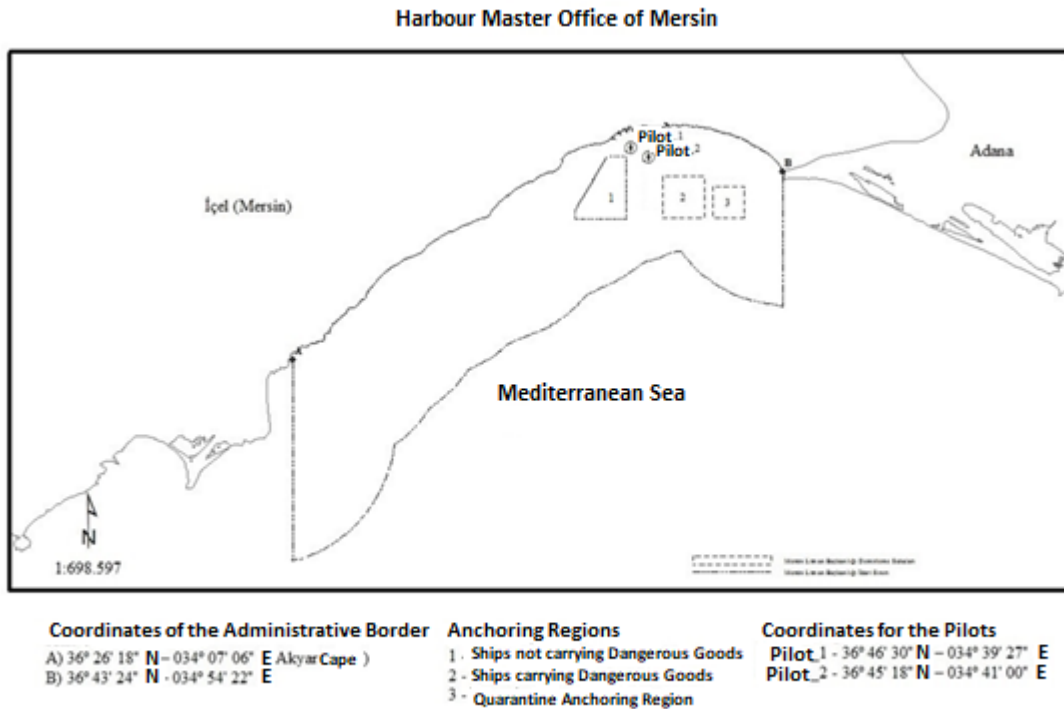 Harbour Master Office of Mersin
Pilot 1
Pilot 2
B
Adana
İçel (Mersin)
1
2
3
A
Mediterranean Sea
N
1:698.597
Coordinates of the Administrative Border
A) 36° 26' 18" N – 034° 07' 06" E Akyar Cape )
B) 36° 43' 24" N - 034° 54' 22" E
Anchoring Regions
1 . Ships not carrying Dangerous Goods
2 - Ships carrying Dangerous Goods
3 - Quarantine Anchoring Region
Coordinates for the Pilots
Pilot_1 - 36° 46' 30" N – 034° 39' 27" E
Pilot_2 - 36° 45' 18" N – 034° 41' 00" E